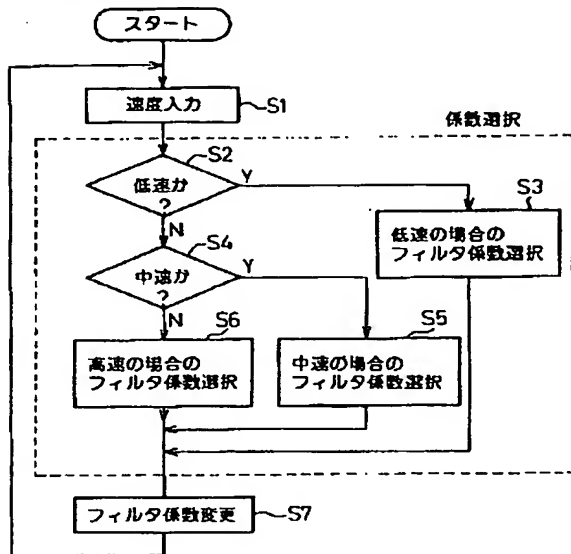 スタート
速度入力
S1
係数選択
S2
低速か
?
Y
N
S3
低速の場合の
フィルタ係数選択
S4
中速か
?
Y
N
S6
高速の場合の
フィルタ係数選択
S5
中速の場合の
フィルタ係数選択
フィルタ係数変更
S7